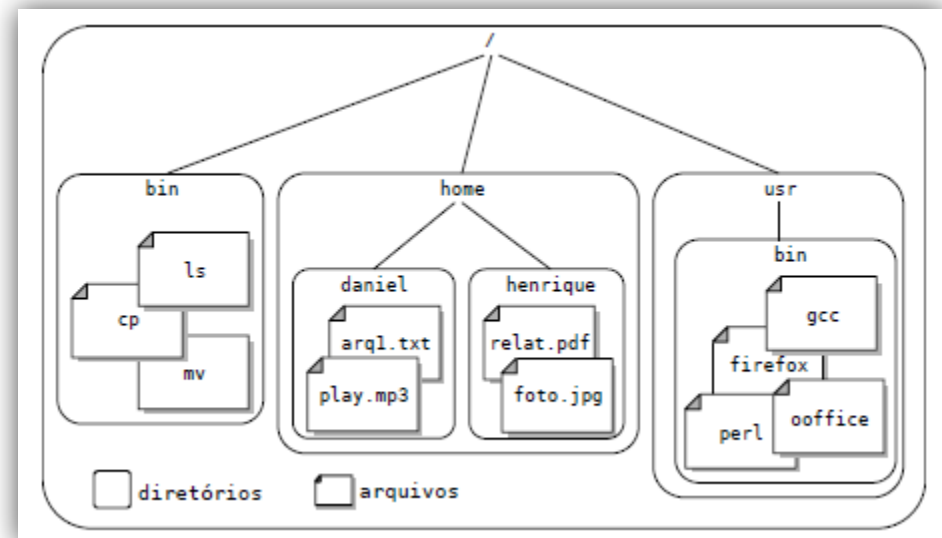 /
bin
home
usr
ls
cp
mv
daniel
henrique
arq1.txt
play.mp3
relat.pdf
foto.jpg
bin
gcc
firefox
perl
ooffice
diretórios
arquivos